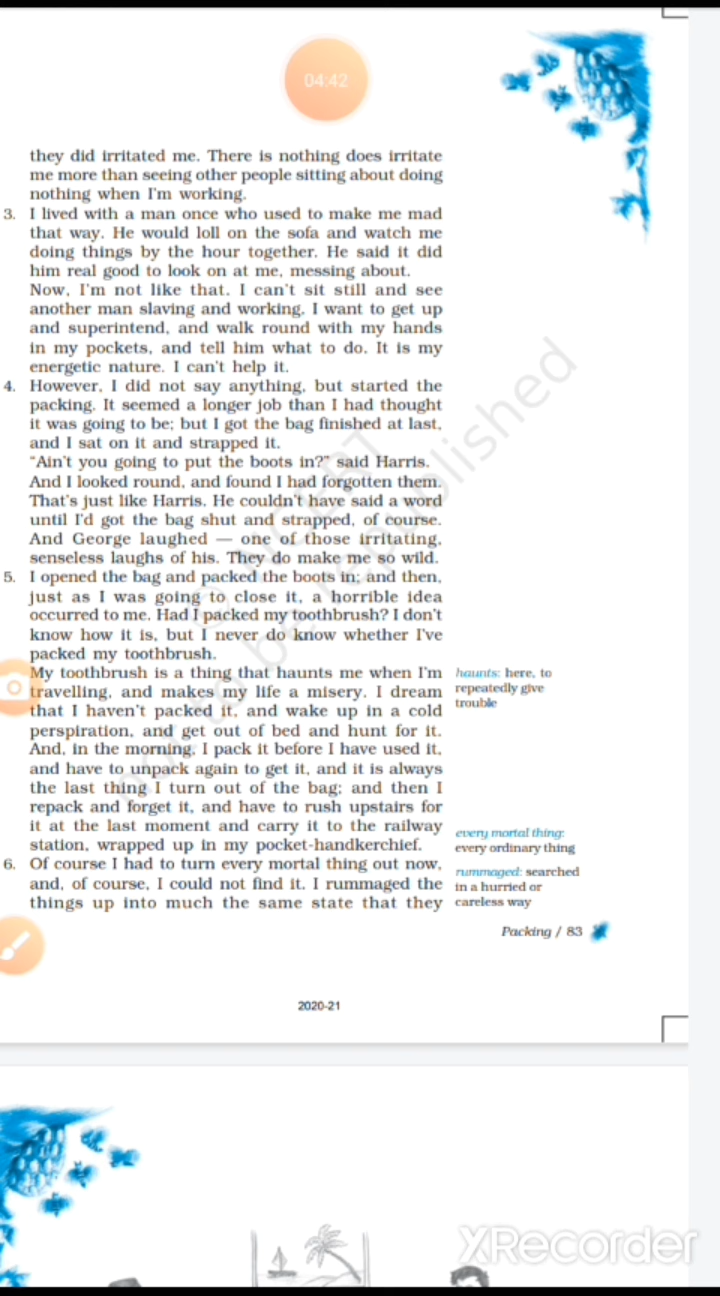 04:42
they did irritated me. There is nothing does irritate
me more than seeing other people sitting about doing
nothing when I'm working.
3. I lived with a man once who used to make me mad
that way. He would loll on the sofa and watch me
doing things by the hour together. He said it did
him real good to look on at me, messing about.
Now, I'm not like that. I can't sit still and see
another man slaving and working. I want to get up
and superintend, and walk round with my hands
in my pockets, and tell him what to do. It is my
energetic nature. I can't help it.
4. However, I did not say anything, but started the
packing. It seemed a longer job than I had thought
it was going to be; but I got the bag finished at last,
and I sat on it and strapped it.
“Ain't you going to put the boots in?” said Harris.
And I looked round, and found I had forgotten them.
That's just like Harris. He couldn't have said a word
until I'd got the bag shut and strapped, of course.
And George laughed — one of those irritating,
senseless laughs of his. They do make me so wild.
5. I opened the bag and packed the boots in; and then,
just as I was going to close it, a horrible idea
occurred to me. Had I packed my toothbrush? I don't
know how it is, but I never do know whether I've
packed my toothbrush.
My toothbrush is a thing that haunts me when I'm
travelling, and makes my life a misery. I dream
that I haven't packed it, and wake up in a cold
perspiration, and get out of bed and hunt for it.
And, in the morning, I pack it before I have used it,
and have to unpack again to get it, and it is always
the last thing I turn out of the bag; and then I
repack and forget it, and have to rush upstairs for
it at the last moment and carry it to the railway
station, wrapped up in my pocket-handkerchief.
6. Of course I had to turn every mortal thing out now,
and, of course, I could not find it. I rummaged the
things up into much the same state that they
haunts: here, to
repeatedly give
trouble
every mortal thing:
every ordinary thing
rummaged: searched
in a hurried or
careless way
Packing / 83
2020-21
© NCERT
not to be republished
XRecorder